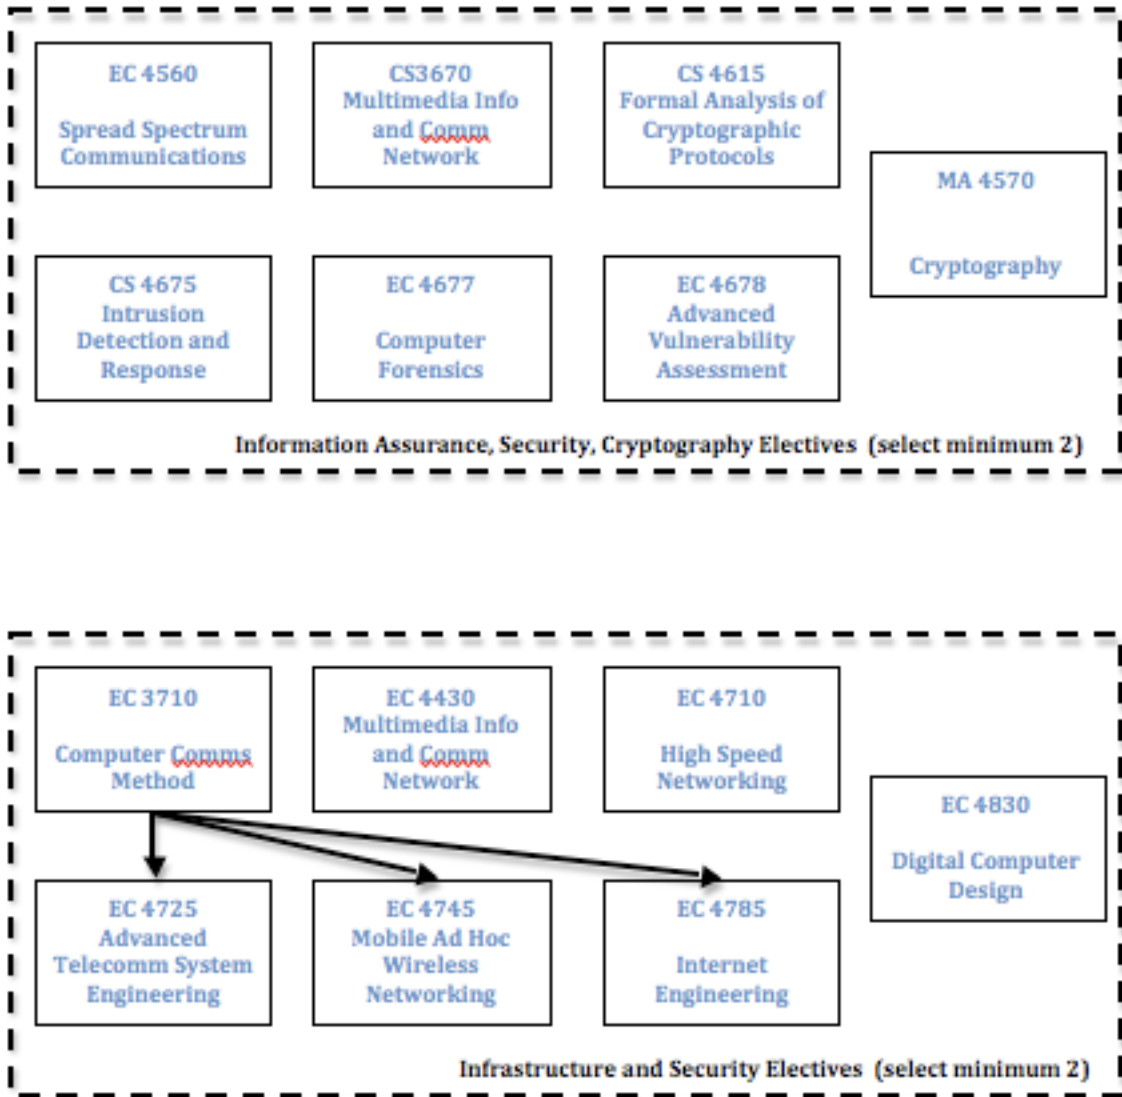 EC 4560
Spread Spectrum
Communications
CS3670
Multimedia Info
and Comm
Network
CS 4615
Formal Analysis of
Cryptographic
Protocols
MA 4570
Cryptography
CS 4675
Intrusion
Detection and
Response
EC 4677
Computer
Forensics
EC 4678
Advanced
Vulnerability
Assessment
Information Assurance, Security, Cryptography Electives (select minimum 2)
EC 3710
Computer Comms
Method
EC 4430
Multimedia Info
and Comm
Network
EC 4710
High Speed
Networking
EC 4830
Digital Computer
Design
EC 4725
Advanced
Telecomm System
Engineering
EC 4745
Mobile Ad Hoc
Wireless
Networking
EC 4785
Internet
Engineering
Infrastructure and Security Electives (select minimum 2)